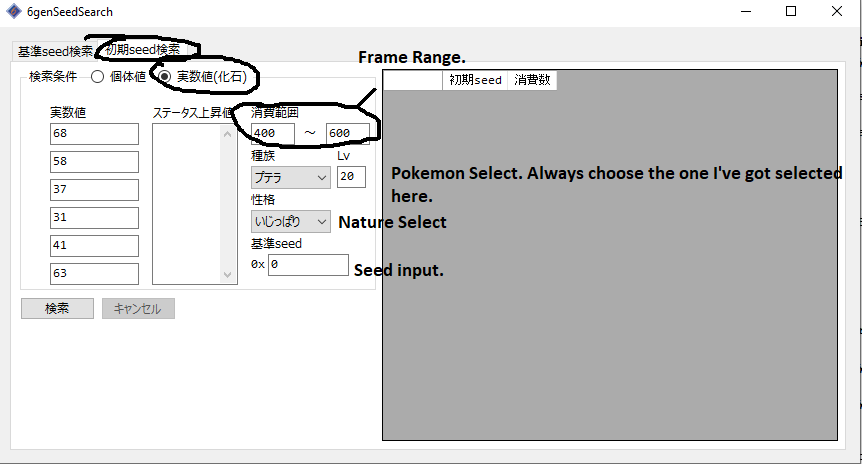 6genSeedSearch
基準seed検索 初期seed検索
Frame Range.
検索条件 個体値 実数値(化石)
初期seed 消費数
実数値 ステータス上昇値 消費範囲
68 400 ～ 600
58 種族 Lv
37 プテラ 20
Pokemon Select. Always choose the one I've got selected
here.
31 性格
いじっぱり Nature Select
41 基準seed
63 0x 0 Seed input.
検索 キャンセル